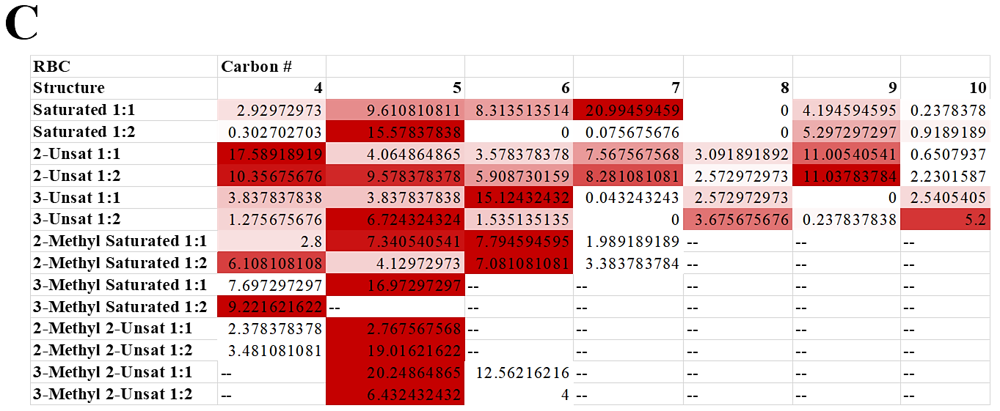 C
RBC Carbon #
Structure 4 5 6 7 8 9 10
Saturated 1:1 2.92972973 9.610810811 8.313513514 20.99459459 0 4.194594595 0.2378378
Saturated 1:2 0.302702703 15.57837838 0 0.075675676 0 5.297297297 0.9189189
2-Unsat 1:1 17.58918919 4.064864865 3.578378378 7.567567568 3.091891892 11.00540541 0.6507937
2-Unsat 1:2 10.35675676 9.578378378 5.908730159 8.281081081 2.572972973 11.03783784 2.2301587
3-Unsat 1:1 3.837837838 3.837837838 15.12432432 0.043243243 2.572972973 0 2.5405405
3-Unsat 1:2 1.275675676 6.724324324 1.535135135 0 3.675675676 0.237837838 5.2
2-Methyl Saturated 1:1 2.8 7.340540541 7.794594595 1.989189189 -- -- --
2-Methyl Saturated 1:2 6.108108108 4.12972973 7.081081081 3.383783784 -- -- --
3-Methyl Saturated 1:1 7.697297297 16.97297297 -- -- -- -- --
3-Methyl Saturated 1:2 9.221621622 -- -- -- -- -- --
2-Methyl 2-Unsat 1:1 2.378378378 2.767567568 -- -- -- -- --
2-Methyl 2-Unsat 1:2 3.481081081 19.01621622 -- -- -- -- --
3-Methyl 2-Unsat 1:1 -- 20.24864865 12.56216216 -- -- -- --
3-Methyl 2-Unsat 1:2 -- 6.432432432 4 -- -- -- --